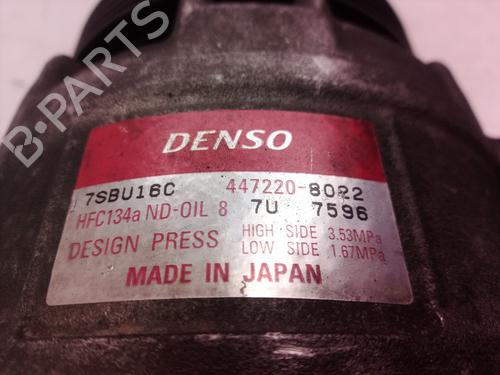 B-PARTS
DENSO
7SBU16C 447220-8022
HFC134a ND-OIL 8 7U 7596
DESIGN PRESS HIGH SIDE 3.53MPa
LOW SIDE 1.67MPa
MADE IN JAPAN